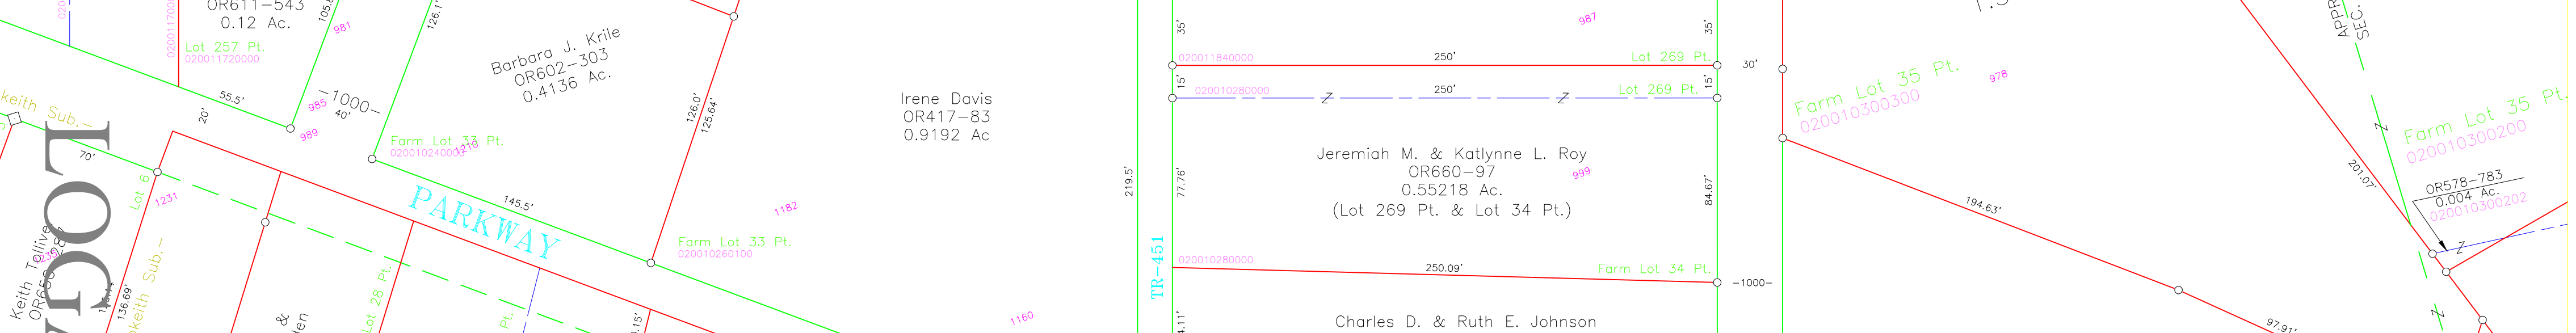 OR611-543
0.12 Ac.
981
Lot 257 Pt.
020011720000
55.5'
20'
985
-1000-
40'
989
126.1'
Barbara J. Krile
OR602-303
0.4136 Ac.
126.0'
125.64'
Farm Lot 33 Pt.
020010240000
1210
145.5'
Sub.-
70'
Lot 6
1231
PARKWAY
1182
Farm Lot 33 Pt.
020010260100
Keith Tolliver
136.69'
Lot 28 Pt.
Pt.
&
1160
Irene Davis
OR417-83
0.9192 Ac
987
35'
35'
020011840000
250'
Lot 269 Pt.
30'
15'
15'
020010280000
250'
Lot 269 Pt.
Z
Z
Jeremiah M. & Katlynne L. Roy
OR660-97
0.55218 Ac.
(Lot 269 Pt. & Lot 34 Pt.)
999
219.5'
77.76'
84.67'
TR-451
020010280000
250.09'
Farm Lot 34 Pt.
-1000-
Charles D. & Ruth E. Johnson
Farm Lot 35 Pt.
020010300300
978
194.63'
97.91'
201.07'
SEC.
Z
Farm Lot 35 Pt.
020010300200
OR578-783
0.004 Ac.
020010300202
Z
Z